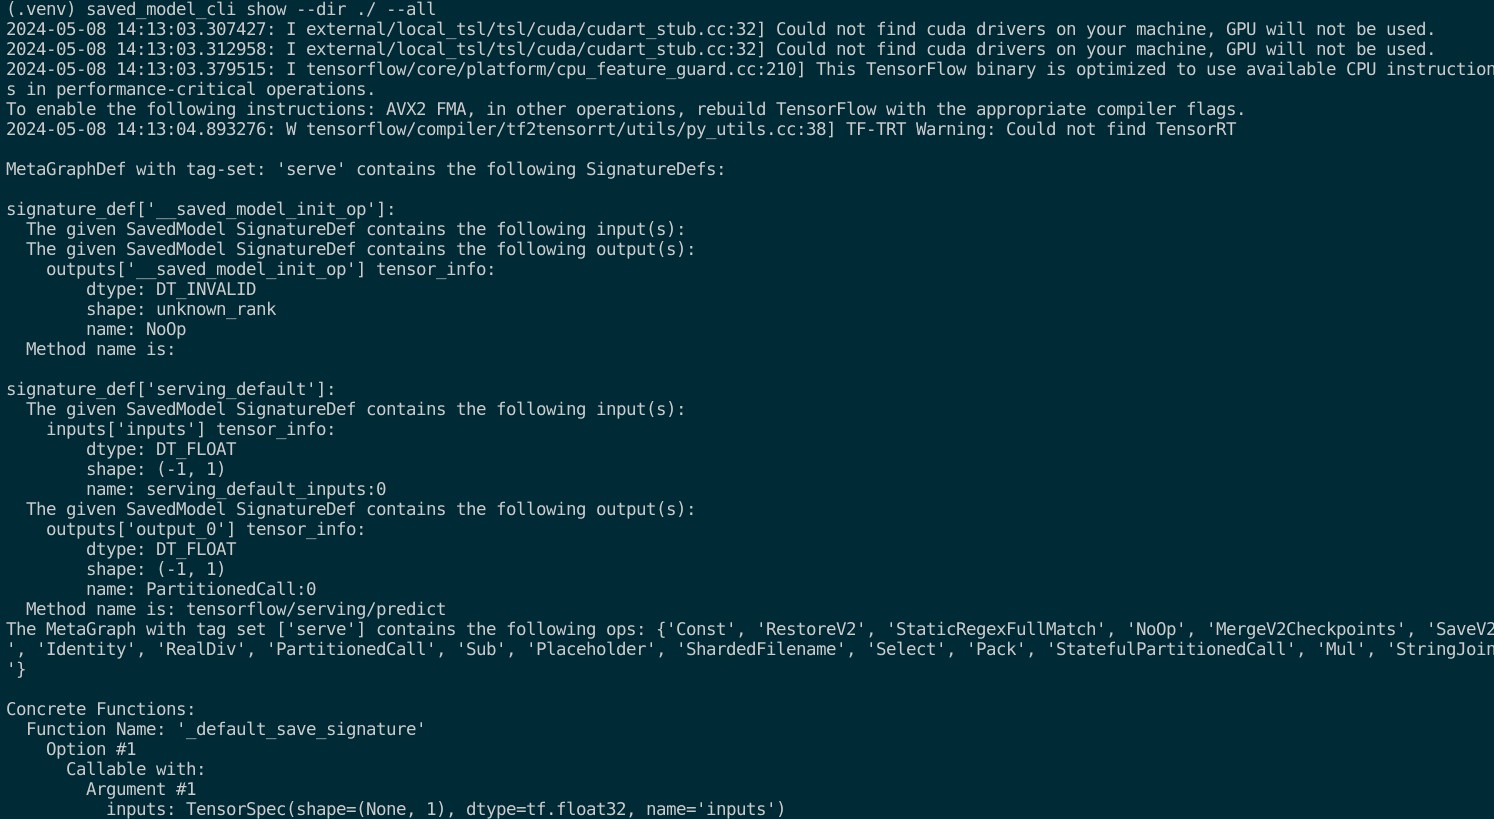 (.venv) saved_model_cli show --dir ./ --all
2024-05-08 14:13:03.307427: I external/local_tsl/tsl/cuda/cudart_stub.cc:32] Could not find cuda drivers on your machine, GPU will not be used.
2024-05-08 14:13:03.312958: I external/local_tsl/tsl/cuda/cudart_stub.cc:32] Could not find cuda drivers on your machine, GPU will not be used.
2024-05-08 14:13:03.379515: I tensorflow/core/platform/cpu_feature_guard.cc:210] This TensorFlow binary is optimized to use available CPU instruction
s in performance-critical operations.
To enable the following instructions: AVX2 FMA, in other operations, rebuild TensorFlow with the appropriate compiler flags.
2024-05-08 14:13:04.893276: W tensorflow/compiler/tf2tensorrt/utils/py_utils.cc:38] TF-TRT Warning: Could not find TensorRT
MetaGraphDef with tag-set: 'serve' contains the following SignatureDefs:
signature_def['__saved_model_init_op']:
The given SavedModel SignatureDef contains the following input(s):
The given SavedModel SignatureDef contains the following output(s):
outputs['__saved_model_init_op'] tensor_info:
dtype: DT_INVALID
shape: unknown_rank
name: NoOp
Method name is:
signature_def['serving_default']:
The given SavedModel SignatureDef contains the following input(s):
inputs['inputs'] tensor_info:
dtype: DT_FLOAT
shape: (-1, 1)
name: serving_default_inputs:0
The given SavedModel SignatureDef contains the following output(s):
outputs['output_0'] tensor_info:
dtype: DT_FLOAT
shape: (-1, 1)
name: PartitionedCall:0
Method name is: tensorflow/serving/predict
The MetaGraph with tag set ['serve'] contains the following ops: {'Const', 'RestoreV2', 'StaticRegexFullMatch', 'NoOp', 'MergeV2Checkpoints', 'SaveV2
', 'Identity', 'RealDiv', 'PartitionedCall', 'Sub', 'Placeholder', 'ShardedFilename', 'Select', 'Pack', 'StatefulPartitionedCall', 'Mul', 'StringJoin
'}
Concrete Functions:
Function Name: '_default_save_signature'
Option #1
Callable with:
Argument #1
inputs: TensorSpec(shape=(None, 1), dtype=tf.float32, name='inputs')